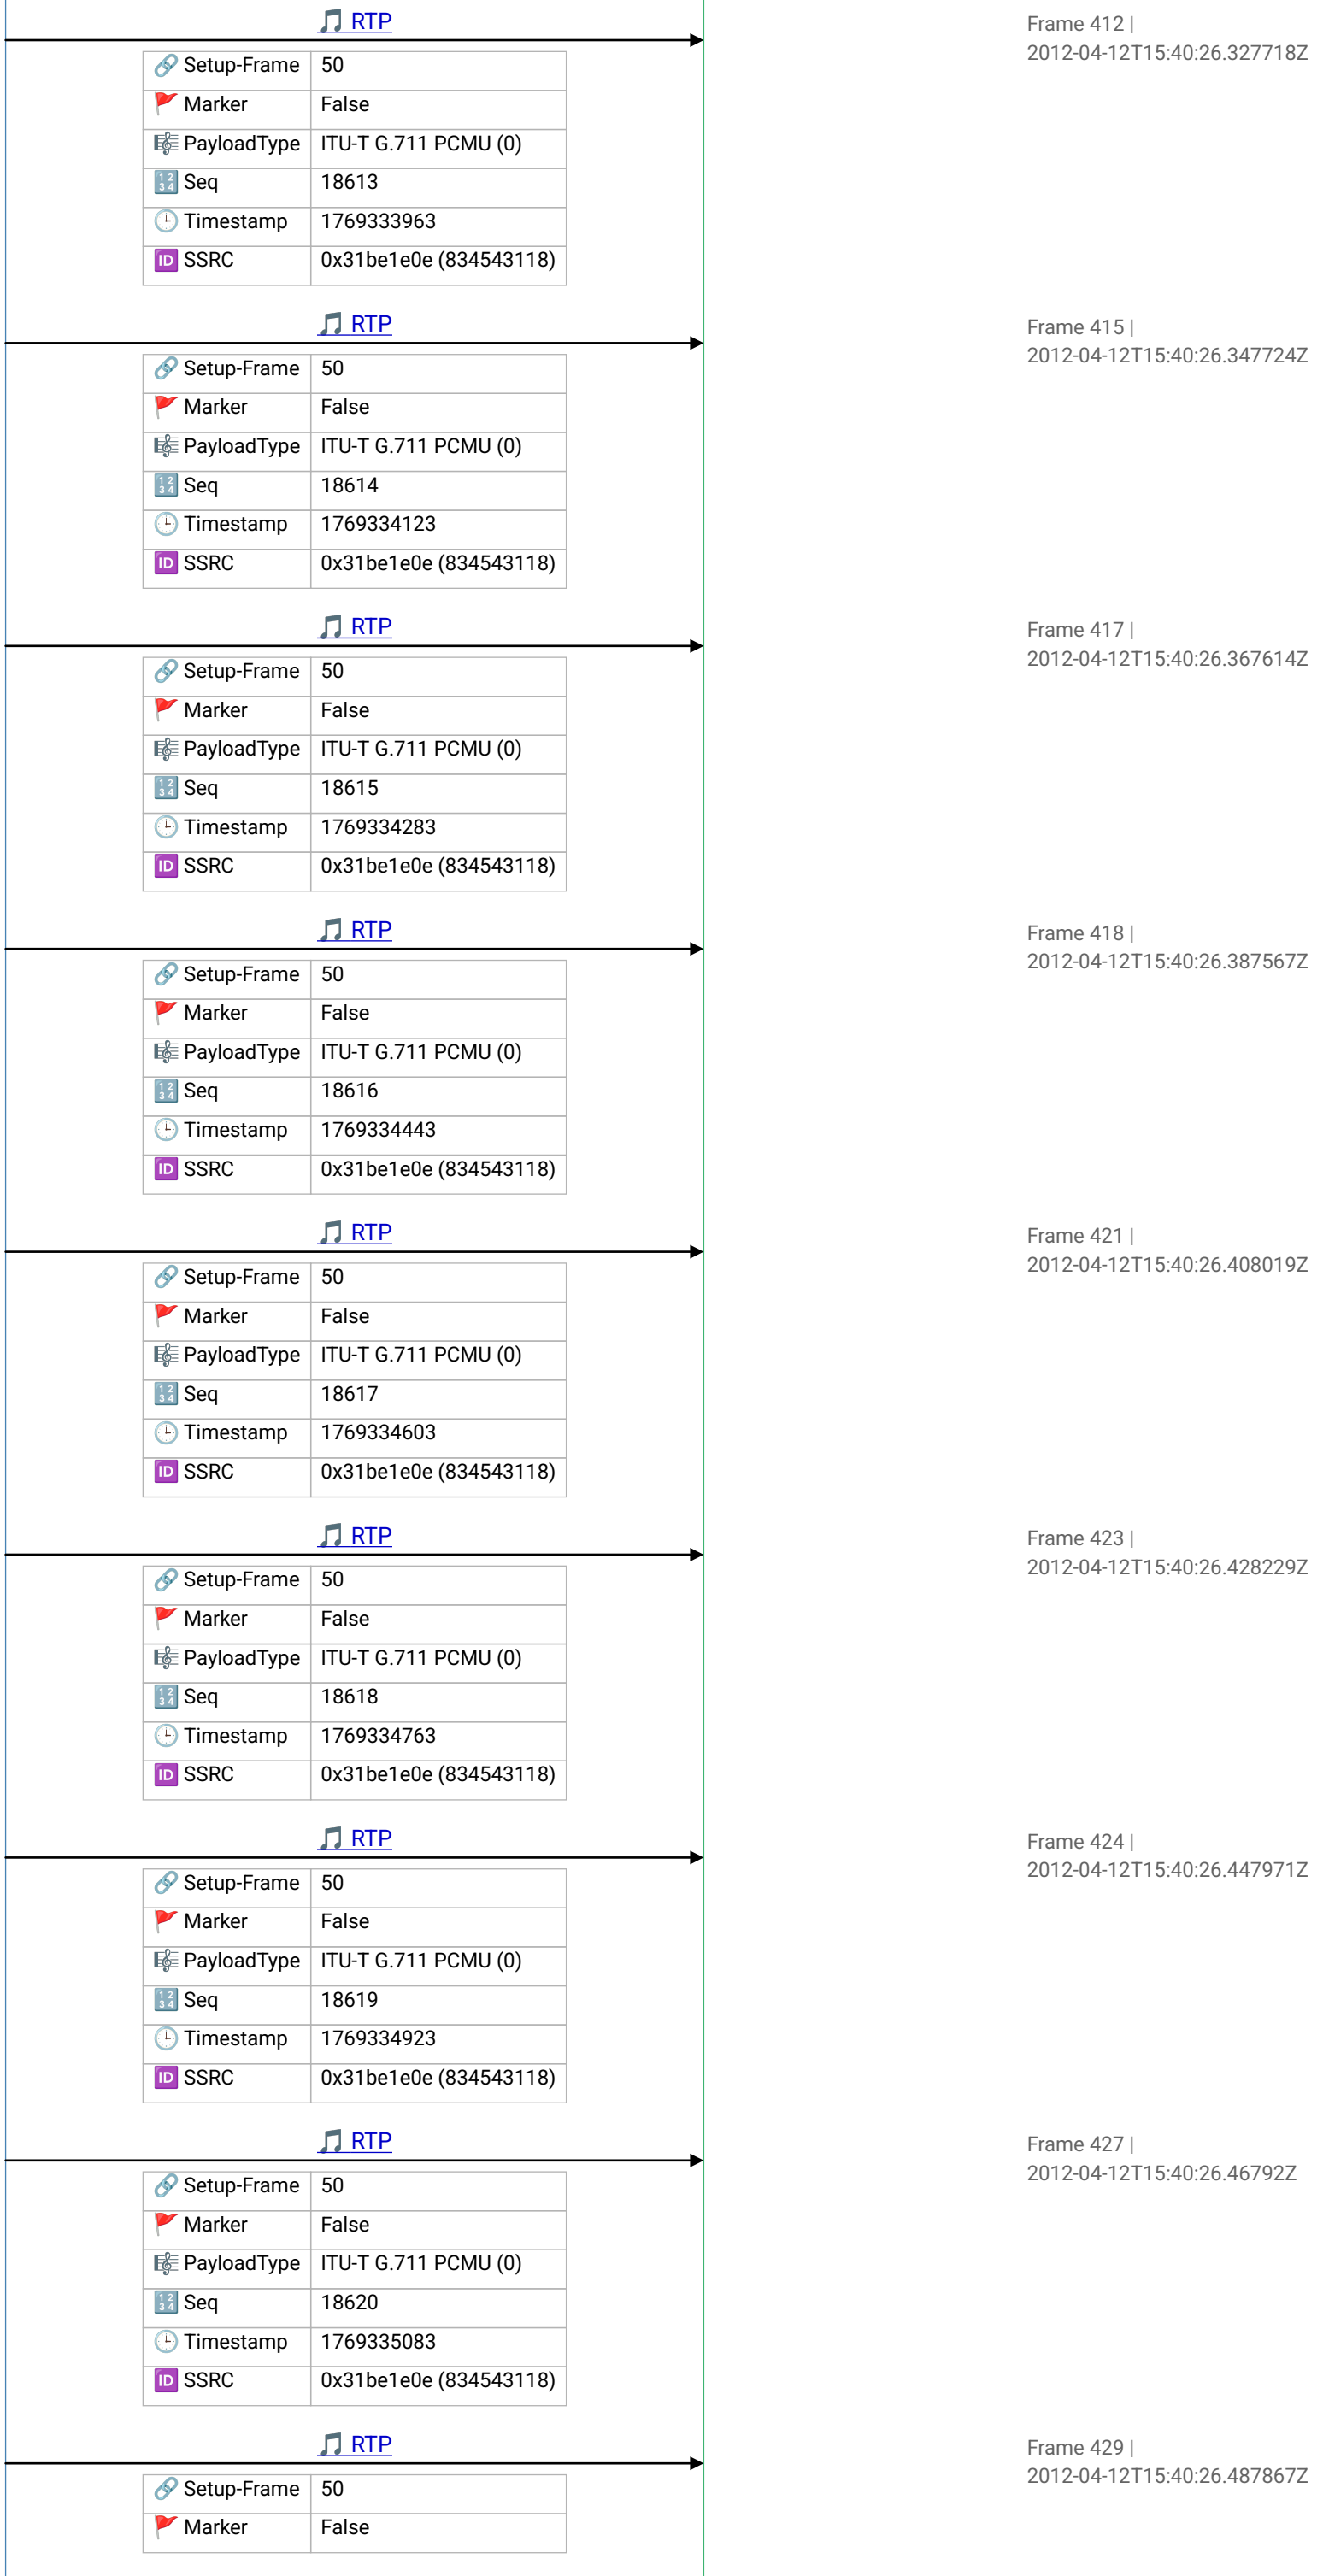 RTP
Frame 412 |
2012-04-12T15:40:26.327718Z
Setup-Frame 50
Marker False
PayloadType ITU-T G.711 PCMU (0)
Seq 18613
Timestamp 1769333963
SSRC 0x31be1e0e (834543118)
RTP
Frame 415 |
2012-04-12T15:40:26.347724Z
Setup-Frame 50
Marker False
PayloadType ITU-T G.711 PCMU (0)
Seq 18614
Timestamp 1769334123
SSRC 0x31be1e0e (834543118)
RTP
Frame 417 |
2012-04-12T15:40:26.367614Z
Setup-Frame 50
Marker False
PayloadType ITU-T G.711 PCMU (0)
Seq 18615
Timestamp 1769334283
SSRC 0x31be1e0e (834543118)
RTP
Frame 418 |
2012-04-12T15:40:26.387567Z
Setup-Frame 50
Marker False
PayloadType ITU-T G.711 PCMU (0)
Seq 18616
Timestamp 1769334443
SSRC 0x31be1e0e (834543118)
RTP
Frame 421 |
2012-04-12T15:40:26.408019Z
Setup-Frame 50
Marker False
PayloadType ITU-T G.711 PCMU (0)
Seq 18617
Timestamp 1769334603
SSRC 0x31be1e0e (834543118)
RTP
Frame 423 |
2012-04-12T15:40:26.428229Z
Setup-Frame 50
Marker False
PayloadType ITU-T G.711 PCMU (0)
Seq 18618
Timestamp 1769334763
SSRC 0x31be1e0e (834543118)
RTP
Frame 424 |
2012-04-12T15:40:26.447971Z
Setup-Frame 50
Marker False
PayloadType ITU-T G.711 PCMU (0)
Seq 18619
Timestamp 1769334923
SSRC 0x31be1e0e (834543118)
RTP
Frame 427 |
2012-04-12T15:40:26.46792Z
Setup-Frame 50
Marker False
PayloadType ITU-T G.711 PCMU (0)
Seq 18620
Timestamp 1769335083
SSRC 0x31be1e0e (834543118)
RTP
Frame 429 |
2012-04-12T15:40:26.487867Z
Setup-Frame 50
Marker False